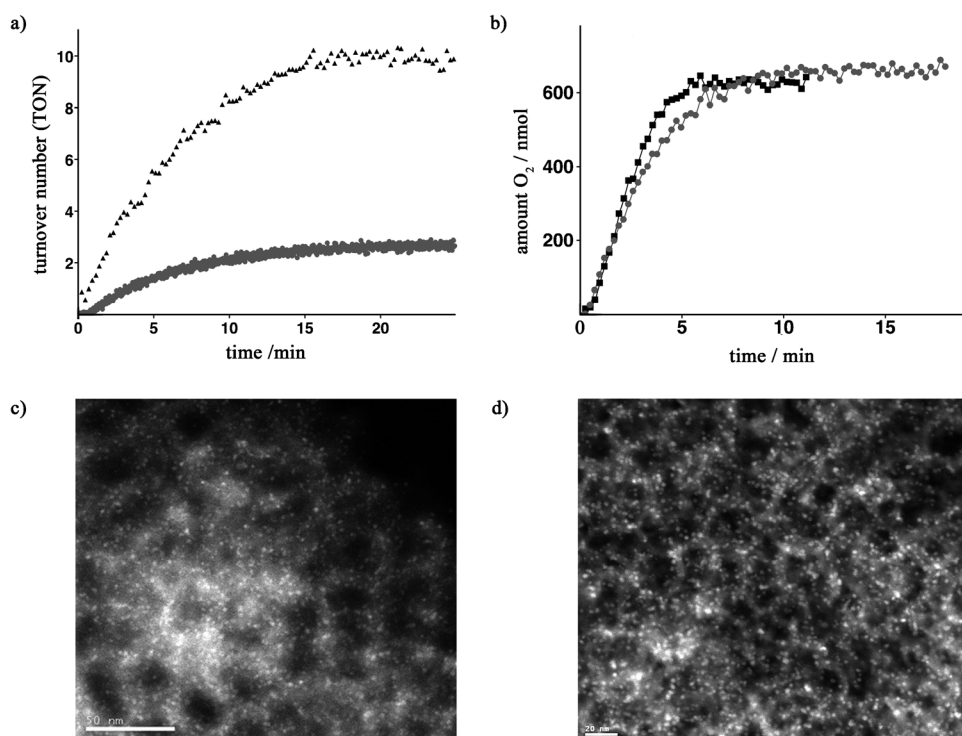 a)
turnover number (TON)
10
8
6
4
2
0
5
10
15
20
time /min
b)
amount O₂ / nmol
600
400
200
0
5
10
15
time / min
c)
50 nm
d)
20 nm